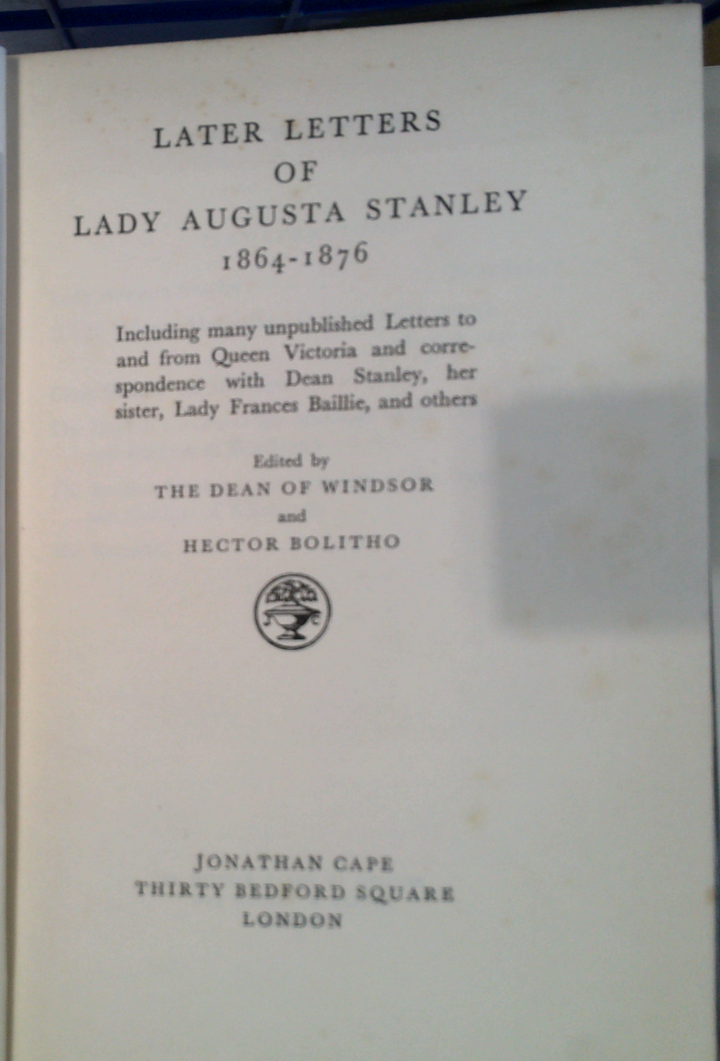 LATER LETTERS
OF
LADY AUGUSTA STANLEY
1864-1876
Including many unpublished Letters to
and from Queen Victoria and corre-
spondence with Dean Stanley, her
sister, Lady Frances Baillie, and others
Edited by
THE DEAN OF WINDSOR
and
HECTOR BOLITHO
JONATHAN CAPE
THIRTY BEDFORD SQUARE
LONDON